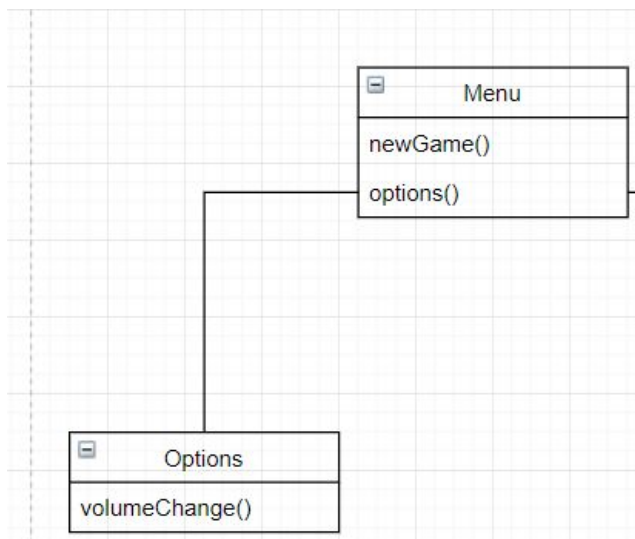 Menu
newGame()
options()
Options
volumeChange()